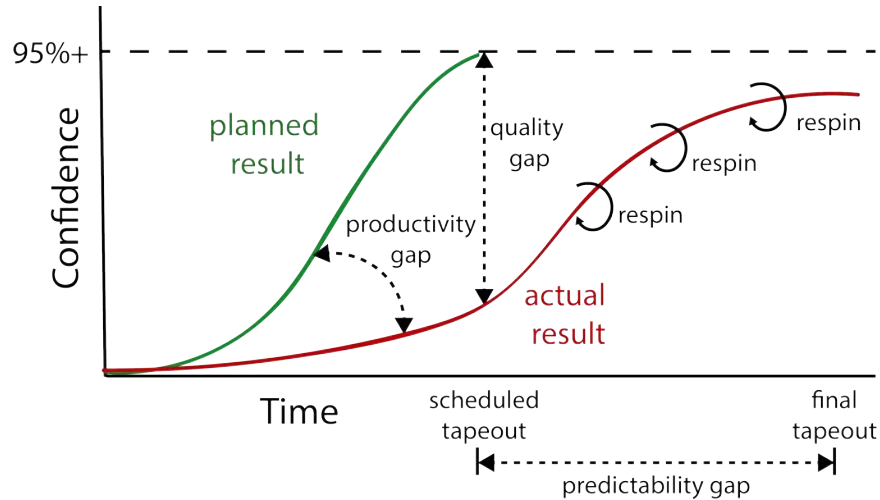 95%+
Confidence
planned
result
productivity
gap
quality
gap
respin
respin
respin
actual
result
Time
scheduled
tapeout
final
tapeout
predictability gap